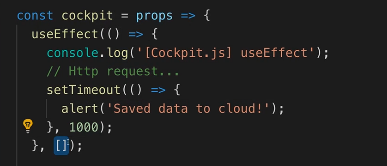 const cockpit = props => {
useEffect(() => {
console.log('[Cockpit.js] useEffect');
// Http request...
setTimeout(() => {
alert('Saved data to cloud!');
}, 1000);
}, []);